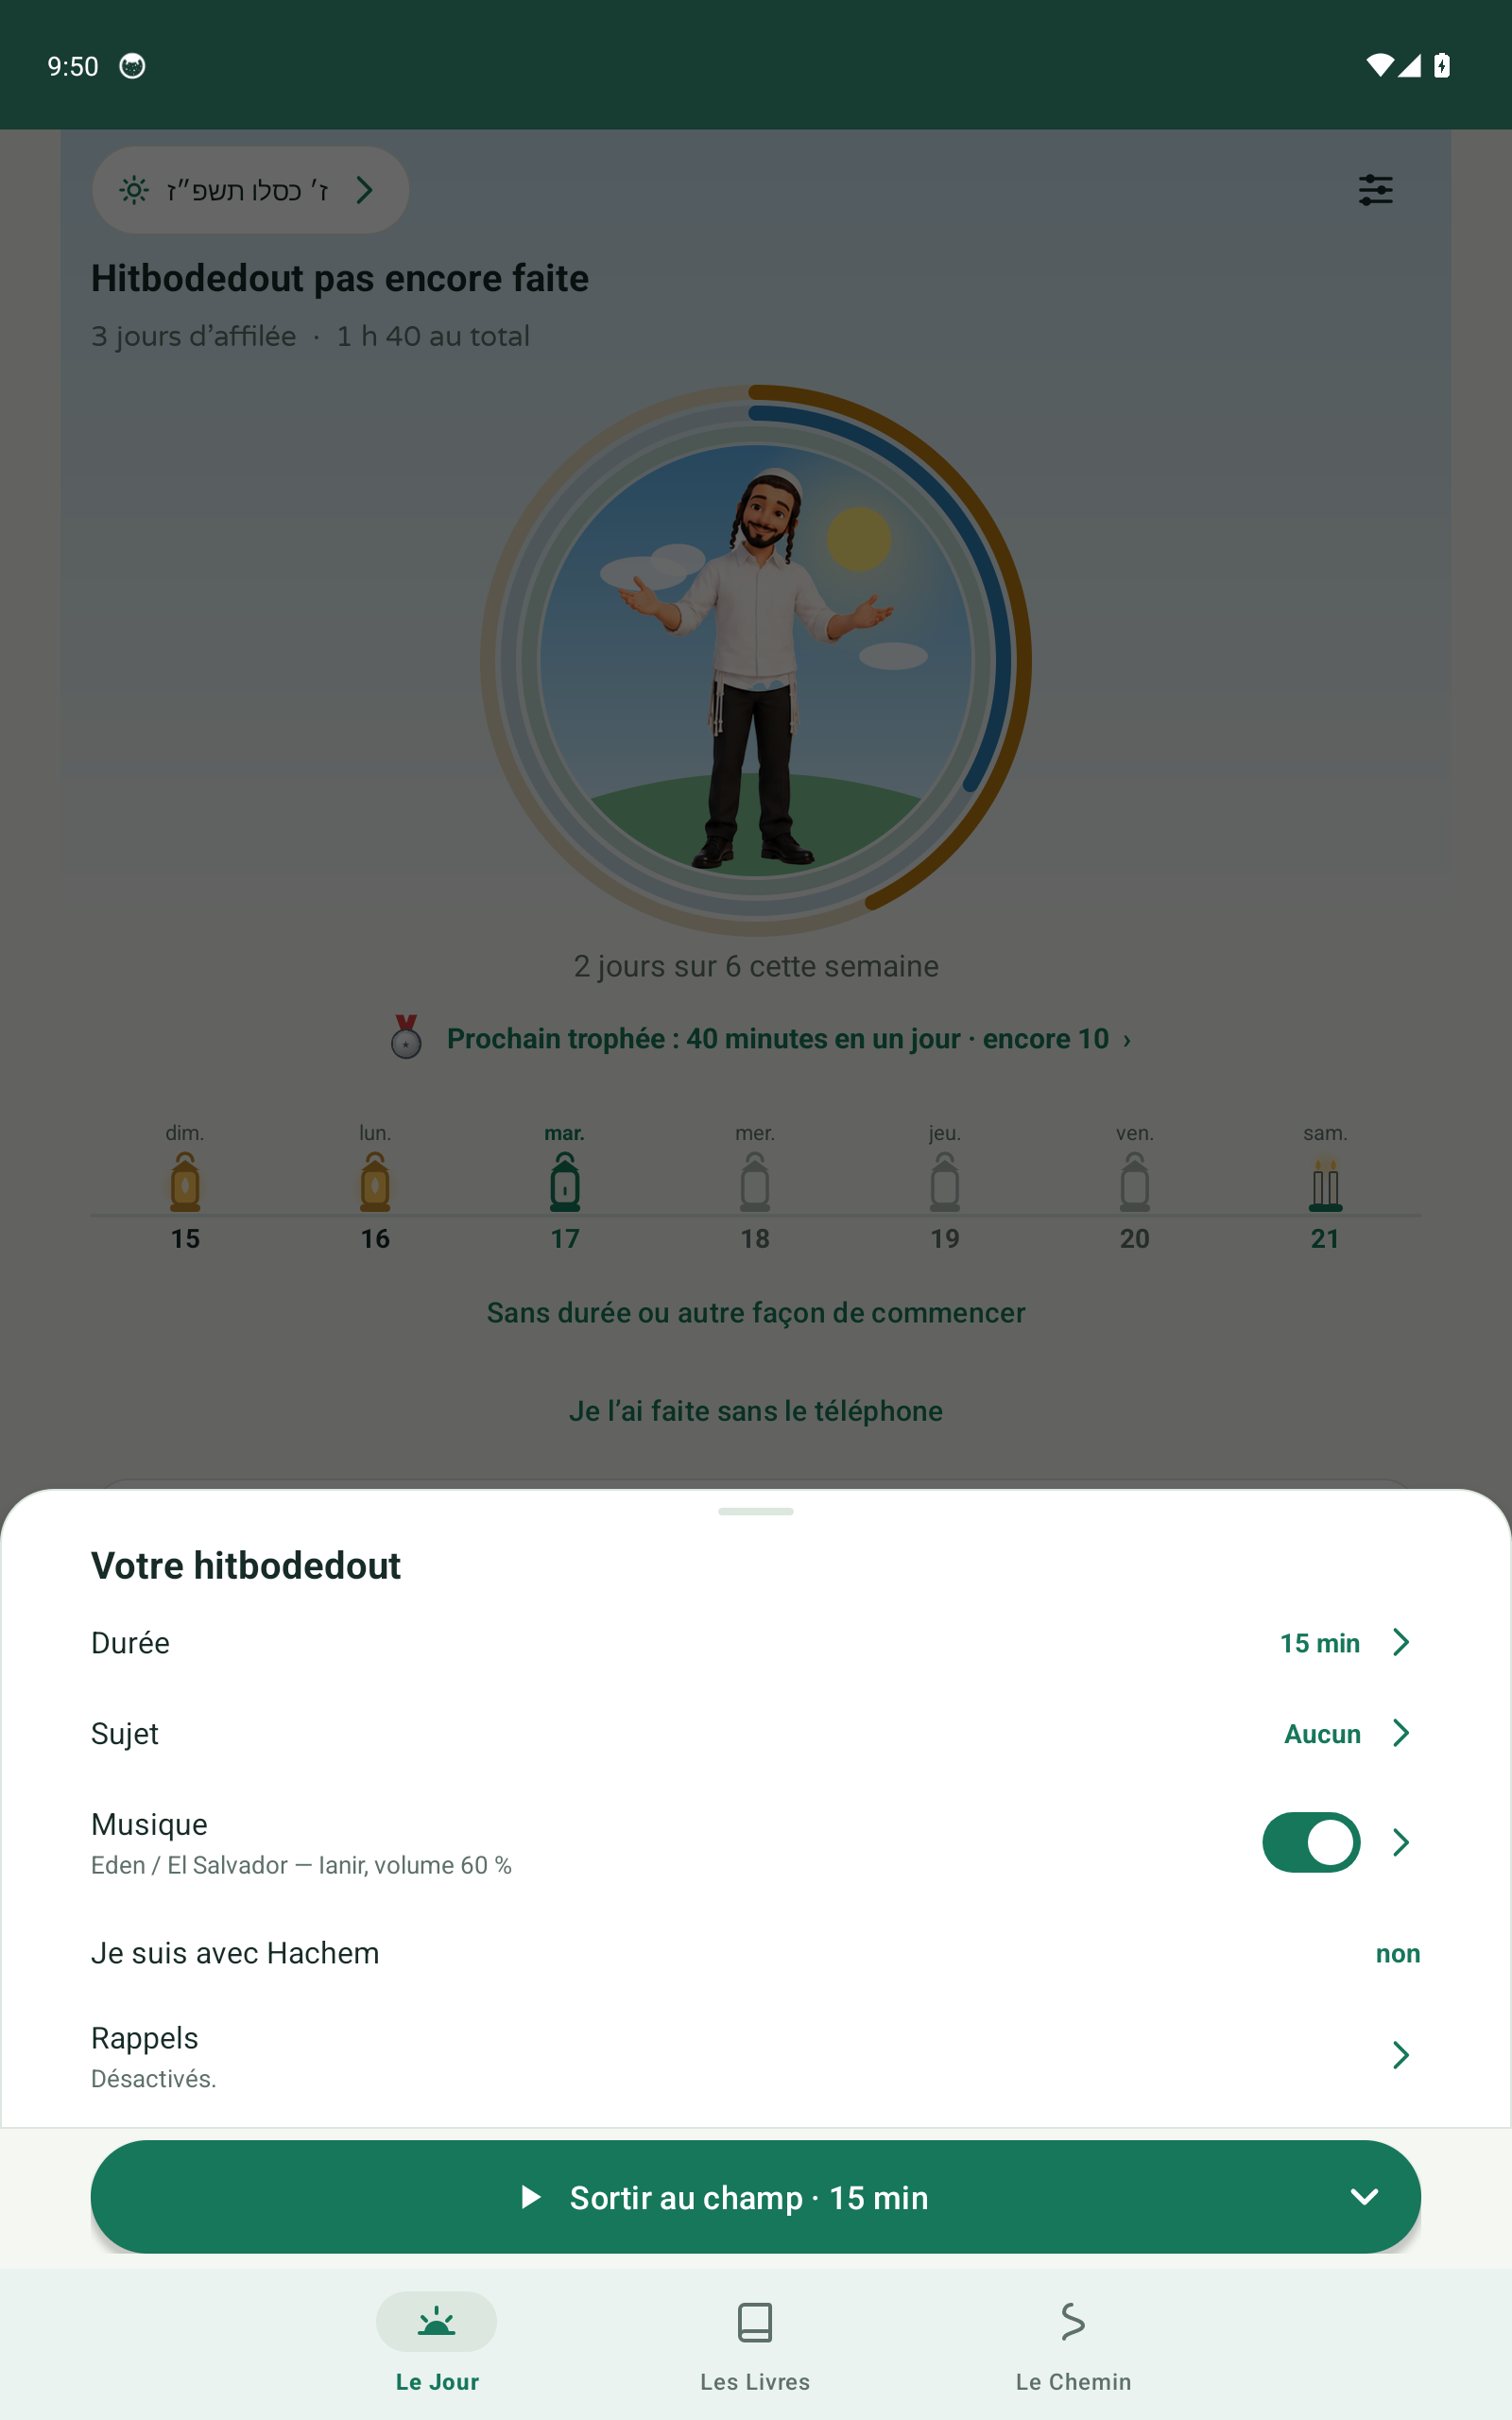 9:50
ז׳ כסלו תשפ״ז
Hitbodedout pas encore faite
3 jours d’affilée · 1 h 40 au total
2 jours sur 6 cette semaine
Prochain trophée : 40 minutes en un jour · encore 10 ›
dim. lun. mar. mer. jeu. ven. sam.
15 16 17 18 19 20 21
Sans durée ou autre façon de commencer
Je l’ai faite sans le téléphone
Votre hitbodedout
Durée 15 min
Sujet Aucun
Musique
Eden / El Salvador — Ianir, volume 60 %
Je suis avec Hachem non
Rappels
Désactivés.
Sortir au champ · 15 min
Le Jour Les Livres Le Chemin